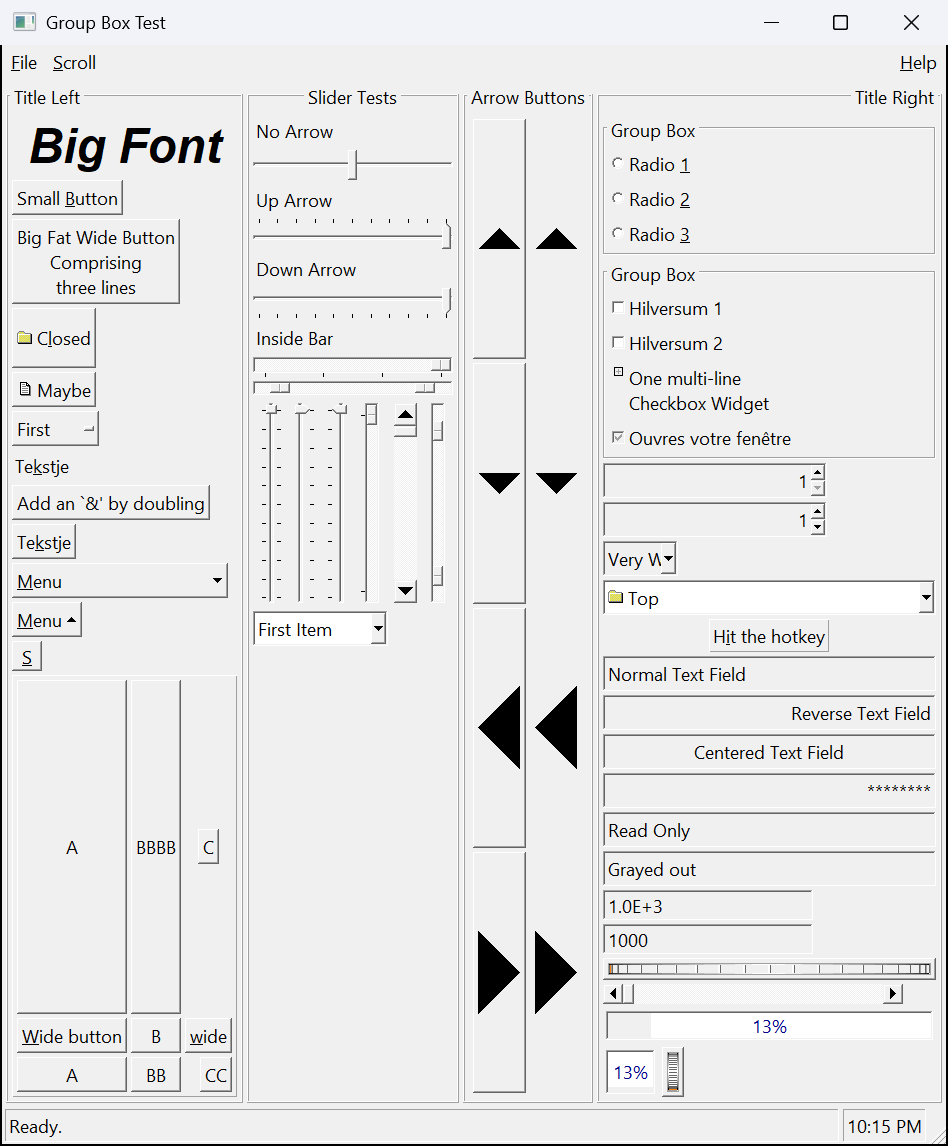 Group Box Test
File Scroll Help
Title Left
Big Font
Small Button
Big Fat Wide Button
Comprising
three lines
Closed
Maybe
First
Tekstje
Add an `&' by doubling
Tekstje
Menu
Menu
S
A BBBB C
Wide button B wide
A BB CC
Slider Tests
No Arrow
Up Arrow
Down Arrow
Inside Bar
First Item
Arrow Buttons
Title Right
Group Box
Radio 1
Radio 2
Radio 3
Group Box
Hilversum 1
Hilversum 2
One multi-line
Checkbox Widget
Ouvres votre fenêtre
1
1
Very W
Top
Hit the hotkey
Normal Text Field
Reverse Text Field
Centered Text Field
********
Read Only
Grayed out
1.0E+3
1000
13%
13%
Ready. 10:15 PM